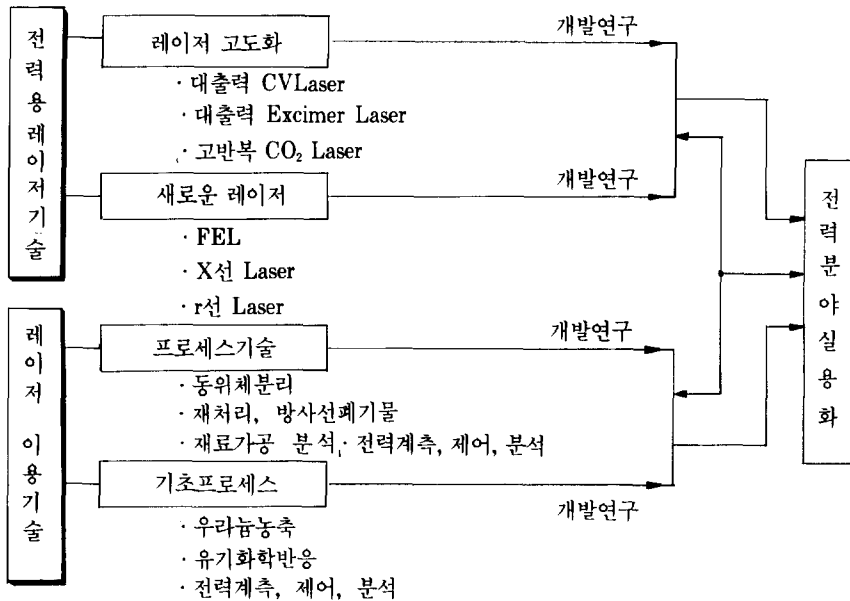 전력용레이저기술
레이저 고도화
개발연구
· 대출력 CVLaser
· 대출력 Excimer Laser
· 고반복 CO₂ Laser
새로운 레이저
개발연구
· FEL
· X선 Laser
· r선 Laser
레이저 이용기술
프로세스기술
개발연구
· 동위체분리
· 재처리, 방사선폐기물
· 재료가공 분석· 전력계측, 제어, 분석
기초프로세스
개발연구
· 우라늄농축
· 유기화학반응
· 전력계측, 제어, 분석
전력분야실용화